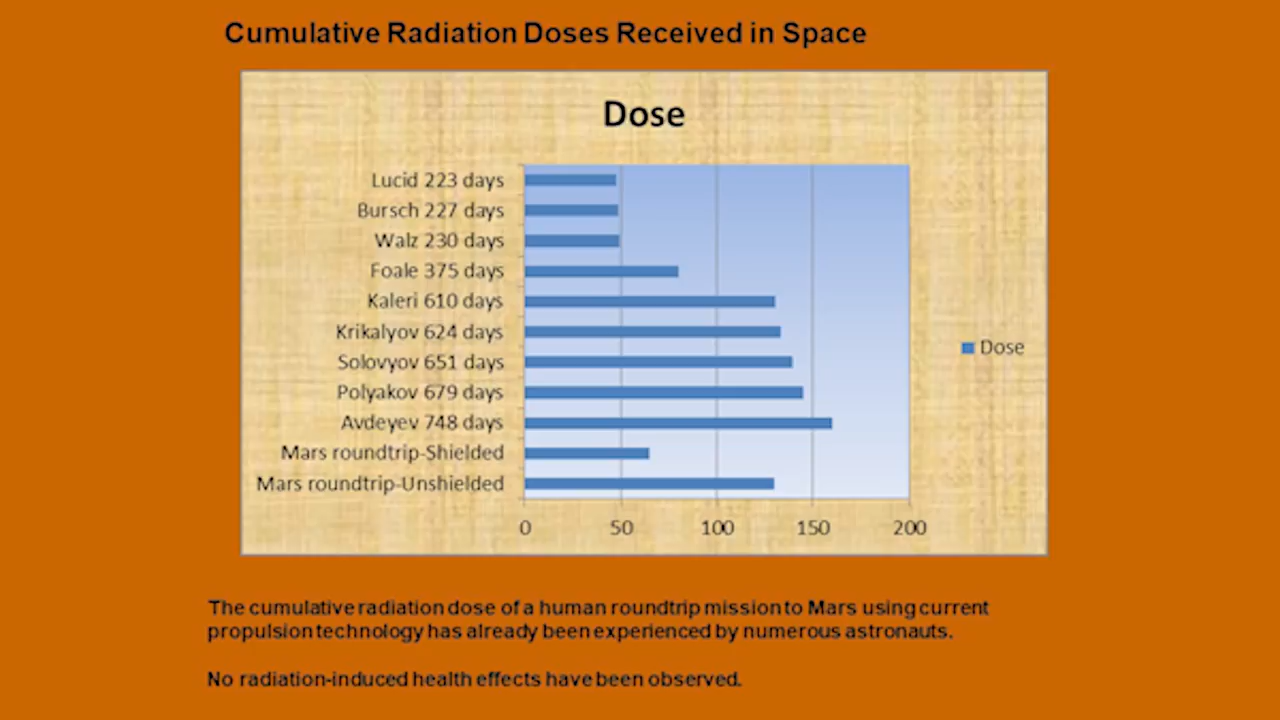 Cumulative Radiation Doses Received in Space
Dose
Lucid 223 days
Bursch 227 days
Walz 230 days
Foale 375 days
Kaleri 610 days
Krikalyov 624 days
Solovyov 651 days
Polyakov 679 days
Avdeyev 748 days
Mars roundtrip-Shielded
Mars roundtrip-Unshielded
0 50 100 150 200
Dose
The cumulative radiation dose of a human roundtrip mission to Mars using current
propulsion technology has already been experienced by numerous astronauts.
No radiation-induced health effects have been observed.